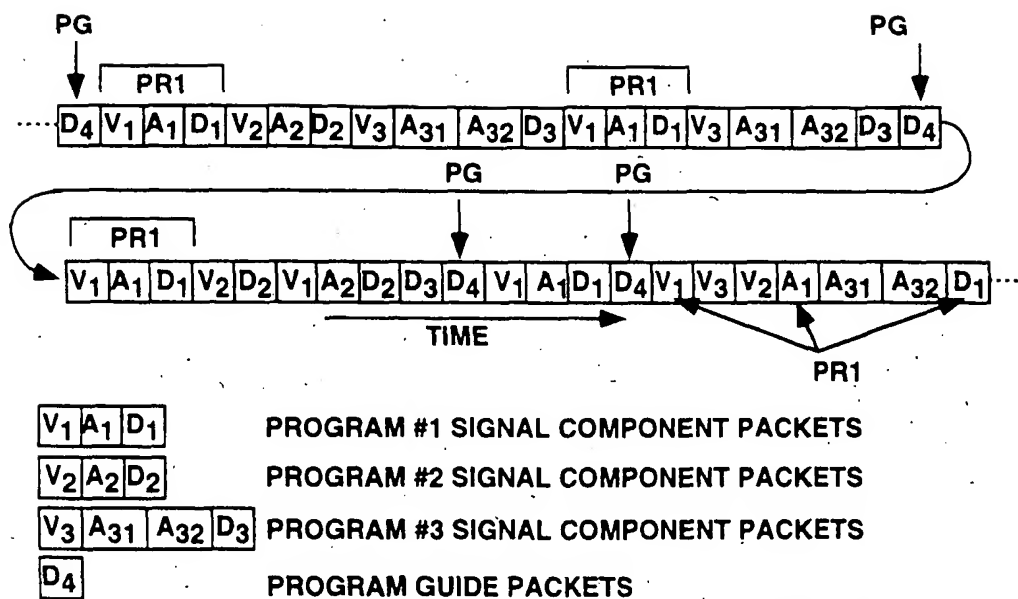 PG PG
PR1 PR1
D4 V1 A1 D1 V2 A2 D2 V3 A31 A32 D3 V1 A1 D1 V3 A31 A32 D3 D4
PG PG
PR1
V1 A1 D1 V2 D2 V1 A2 D2 D3 D4 V1 A1 D1 D4 V1 V3 V2 A1 A31 A32 D1
TIME
PR1
V1 A1 D1 PROGRAM #1 SIGNAL COMPONENT PACKETS
V2 A2 D2 PROGRAM #2 SIGNAL COMPONENT PACKETS
V3 A31 A32 D3 PROGRAM #3 SIGNAL COMPONENT PACKETS
D4 PROGRAM GUIDE PACKETS